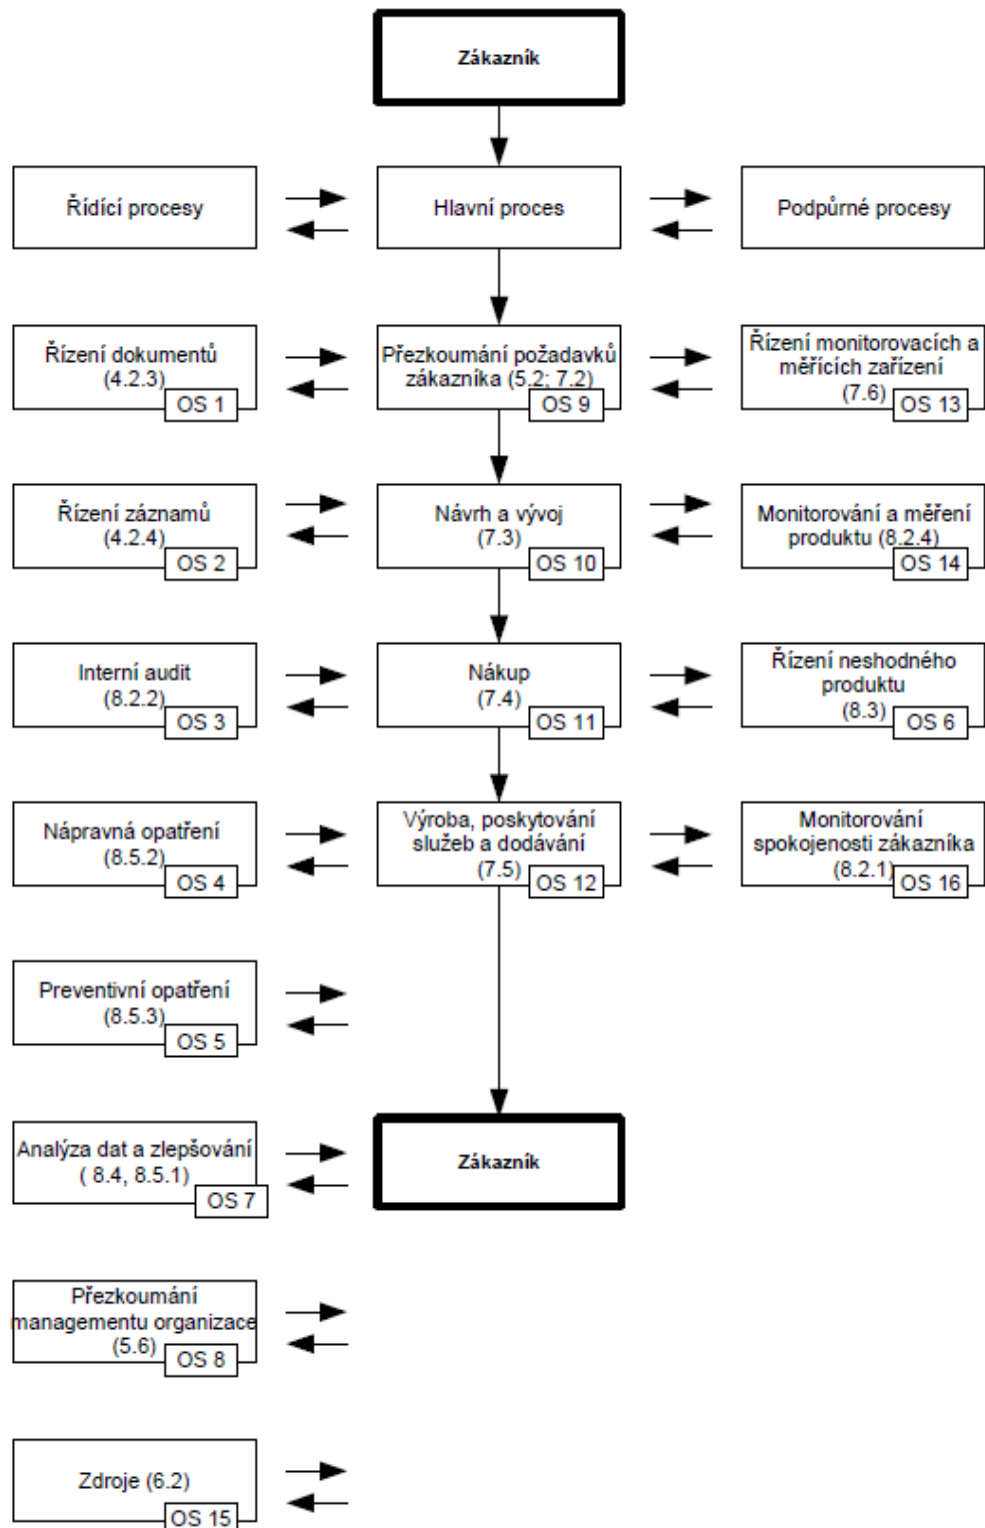 Zákazník
Řídící procesy
Hlavní proces
Podpůrné procesy
Řízení dokumentů
(4.2.3)
OS 1
Přezkoumání požadavků
zákazníka (5.2; 7.2)
OS 9
Řízení monitorovacích a
měřících zařízení
(7.6)
OS 13
Řízení záznamů
(4.2.4)
OS 2
Návrh a vývoj
(7.3)
OS 10
Monitorování a měření
produktu (8.2.4)
OS 14
Interní audit
(8.2.2)
OS 3
Nákup
(7.4)
OS 11
Řízení neshodného
produktu
(8.3)
OS 6
Nápravná opatření
(8.5.2)
OS 4
Výroba, poskytování
služeb a dodávání
(7.5)
OS 12
Monitorování
spokojenosti zákazníka
(8.2.1)
OS 16
Preventivní opatření
(8.5.3)
OS 5
Analýza dat a zlepšování
( 8.4, 8.5.1)
OS 7
Zákazník
Přezkoumání
managementu organizace
(5.6)
OS 8
Zdroje (6.2)
OS 15